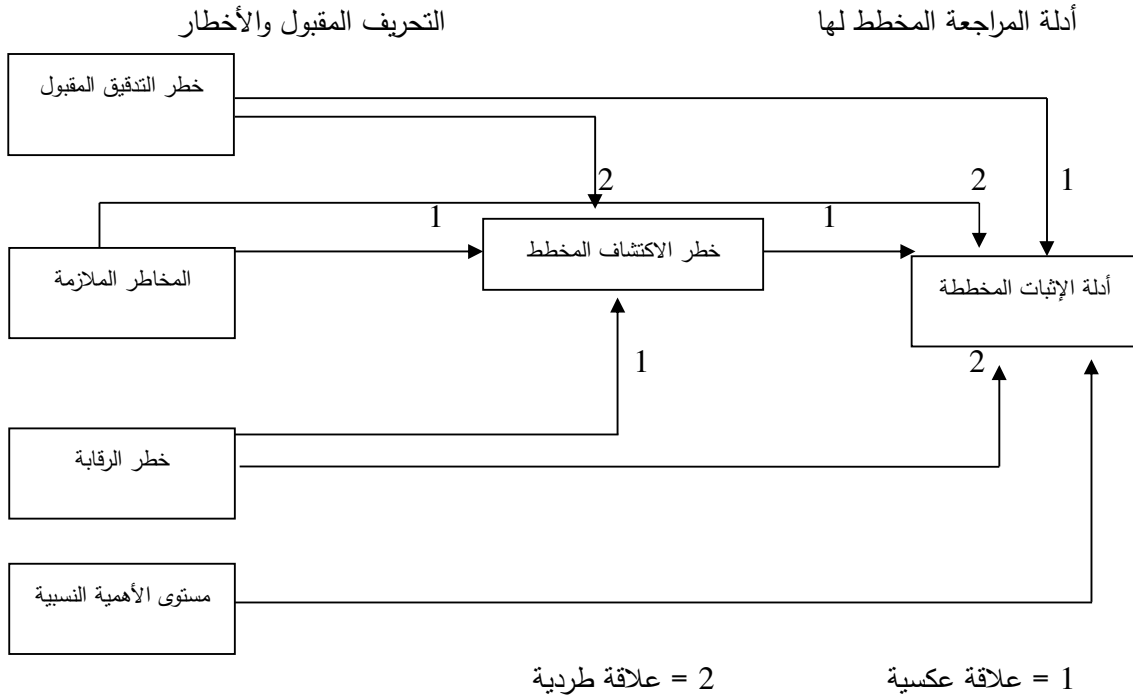 أدلة المراجعة المخطط لها
التحريف المقبول والأخطار
خطر التدقيق المقبول
1
2
2
1
1
خطر الاكتشاف المخطط
المخاطر الملازمة
أدلة الإثبات المخططة
1
2
خطر الرقابة
مستوى الأهمية النسبية
1 = علاقة عكسية
2 = علاقة طردية